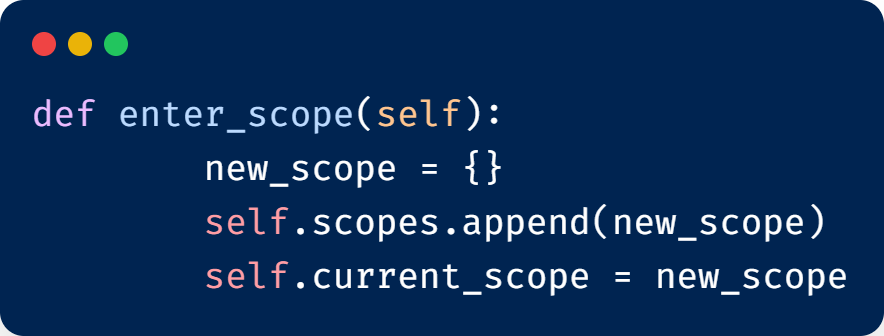 def enter_scope(self):
        new_scope = {}
        self.scopes.append(new_scope)
        self.current_scope = new_scope